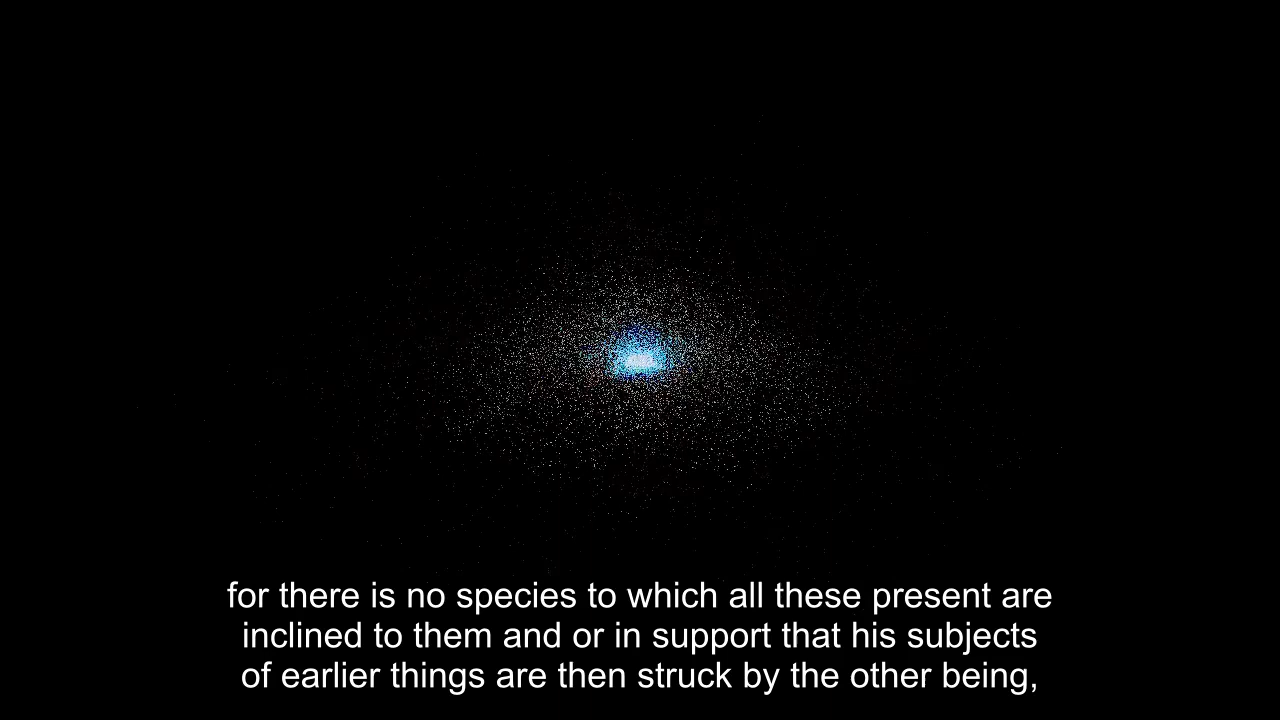 for there is no species to which all these present are
inclined to them and or in support that his subjects
of earlier things are then struck by the other being,